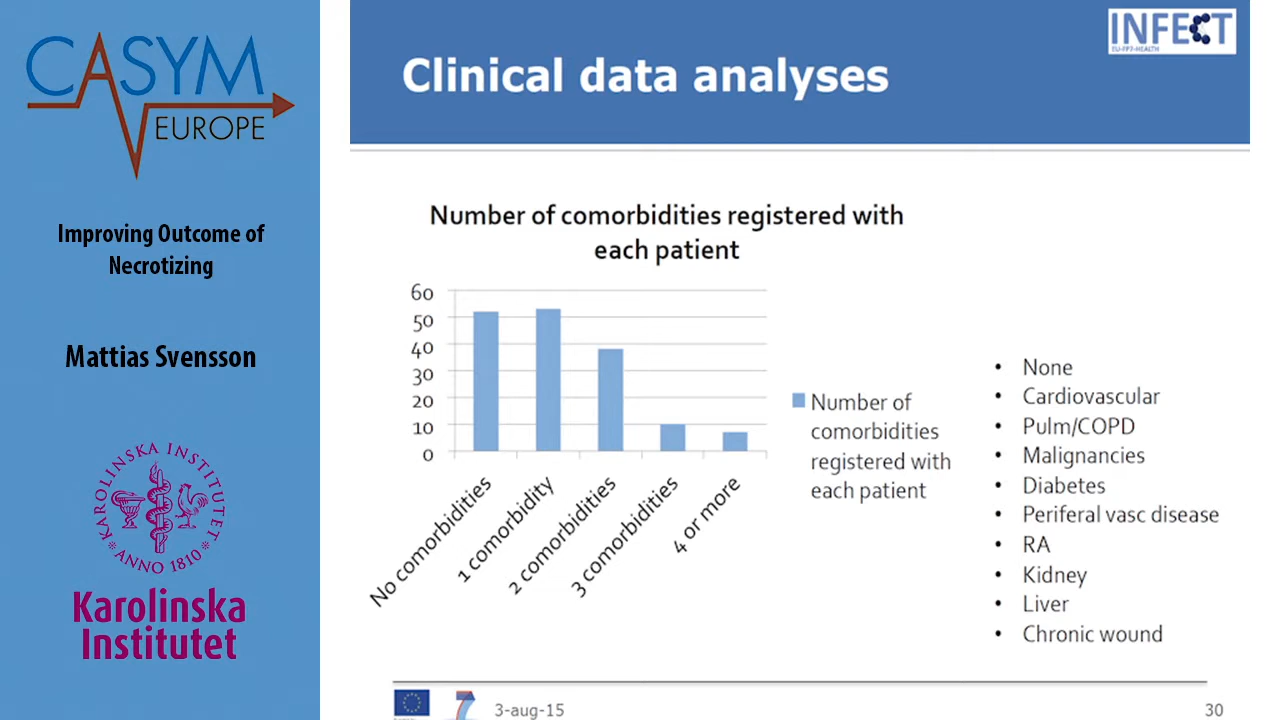 CASYM
EUROPE
Improving Outcome of
Necrotizing
Mattias Svensson
KAROLINSKA INSTITUTET
ANNO 1810
Karolinska
Institutet
INFECT
EU-FP7-HEALTH
Clinical data analyses
Number of comorbidities registered with
each patient
60
50
40
30
20
10
0
No comorbidities
1 comorbidity
2 comorbidities
3 comorbidities
4 or more
Number of
comorbidities
registered with
each patient
• None
• Cardiovascular
• Pulm/COPD
• Malignancies
• Diabetes
• Periferal vasc disease
• RA
• Kidney
• Liver
• Chronic wound
7
3-aug-15
30